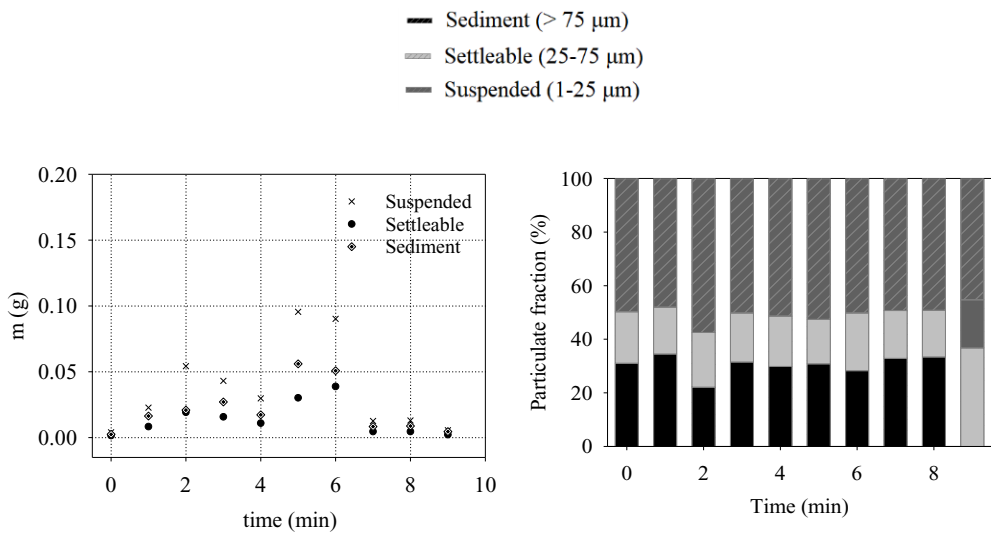 Sediment (> 75 μm)
Settleable (25-75 μm)
Suspended (1-25 μm)
m (g)
0.20
0.15
0.10
0.05
0.00
Suspended
Settleable
Sediment
0 2 4 6 8 10
time (min)
Particulate fraction (%)
100
80
60
40
20
0
0 2 4 6 8
Time (min)